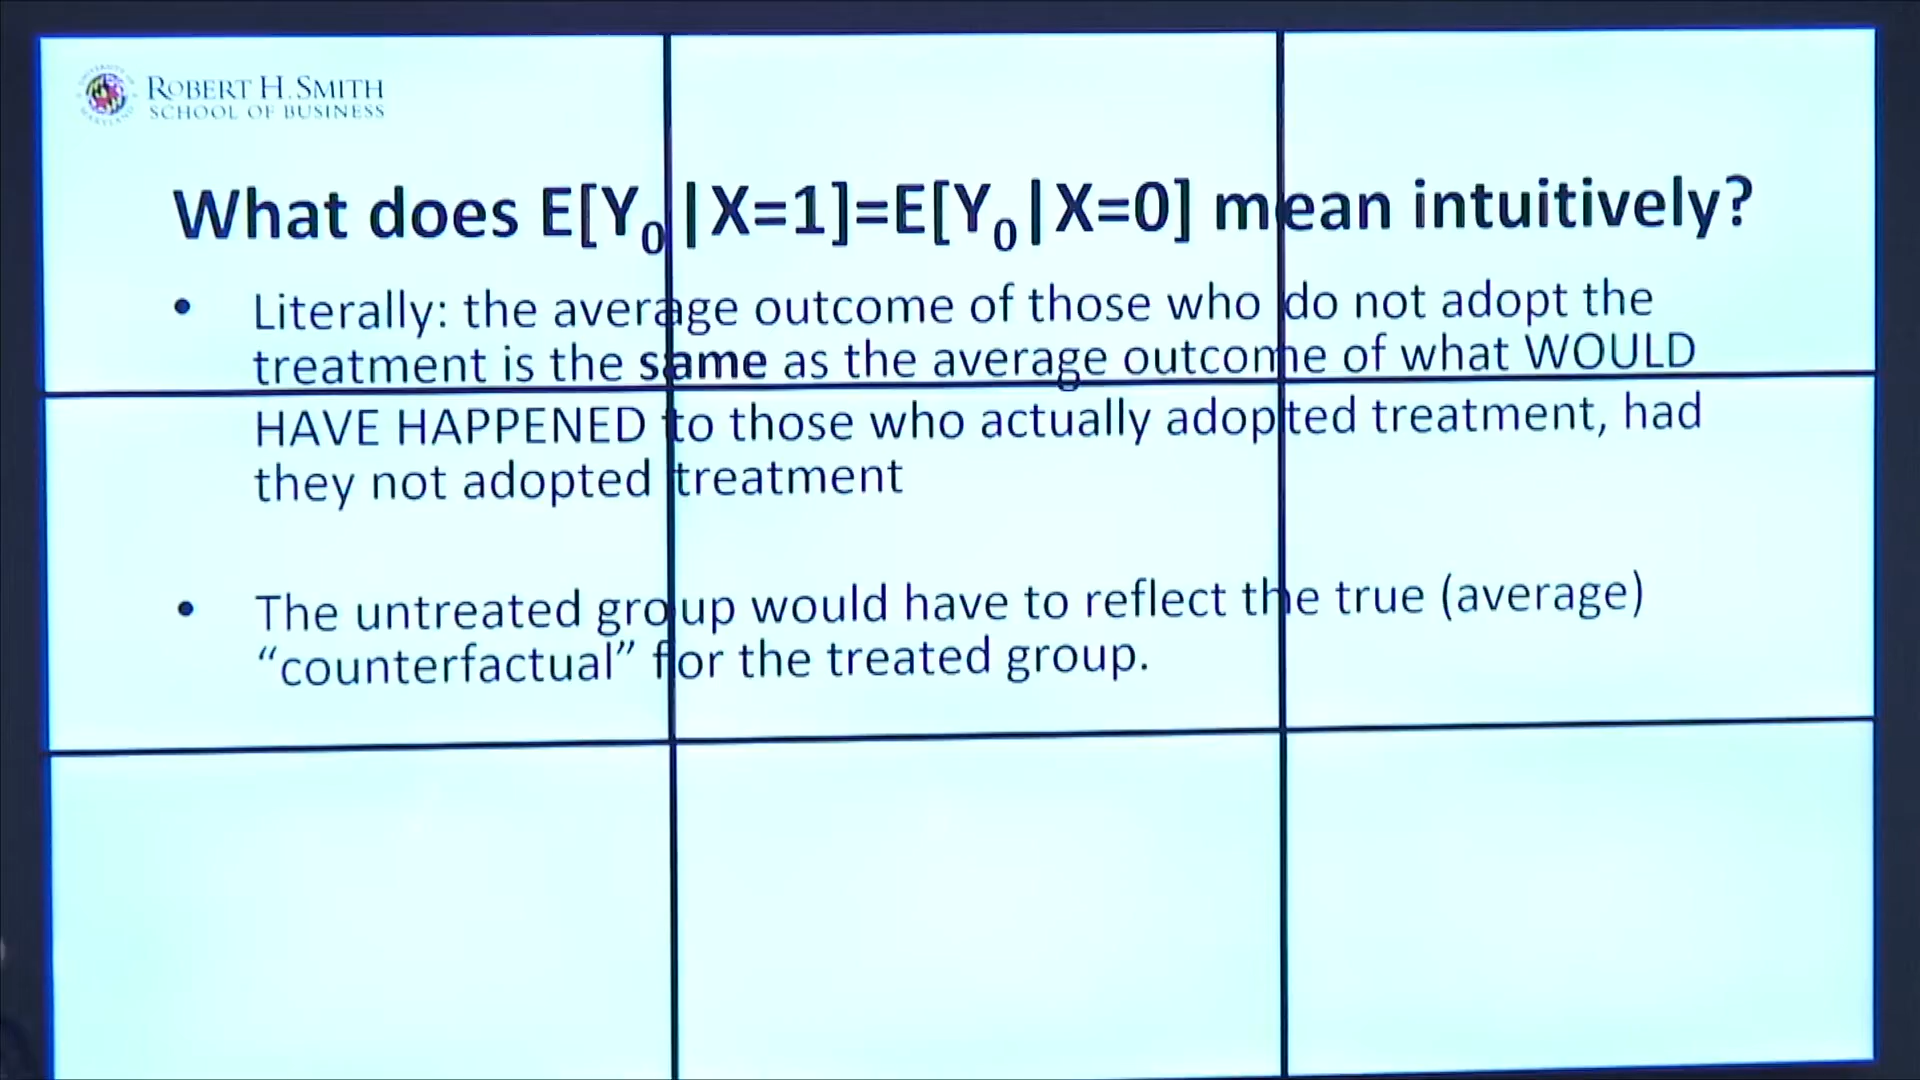 ROBERT H. SMITH
SCHOOL OF BUSINESS
What does E[Y₀|X=1]=E[Y₀|X=0] mean intuitively?
• Literally: the average outcome of those who do not adopt the
treatment is the same as the average outcome of what WOULD
HAVE HAPPENED to those who actually adopted treatment, had
they not adopted treatment
• The untreated group would have to reflect the true (average)
“counterfactual” for the treated group.